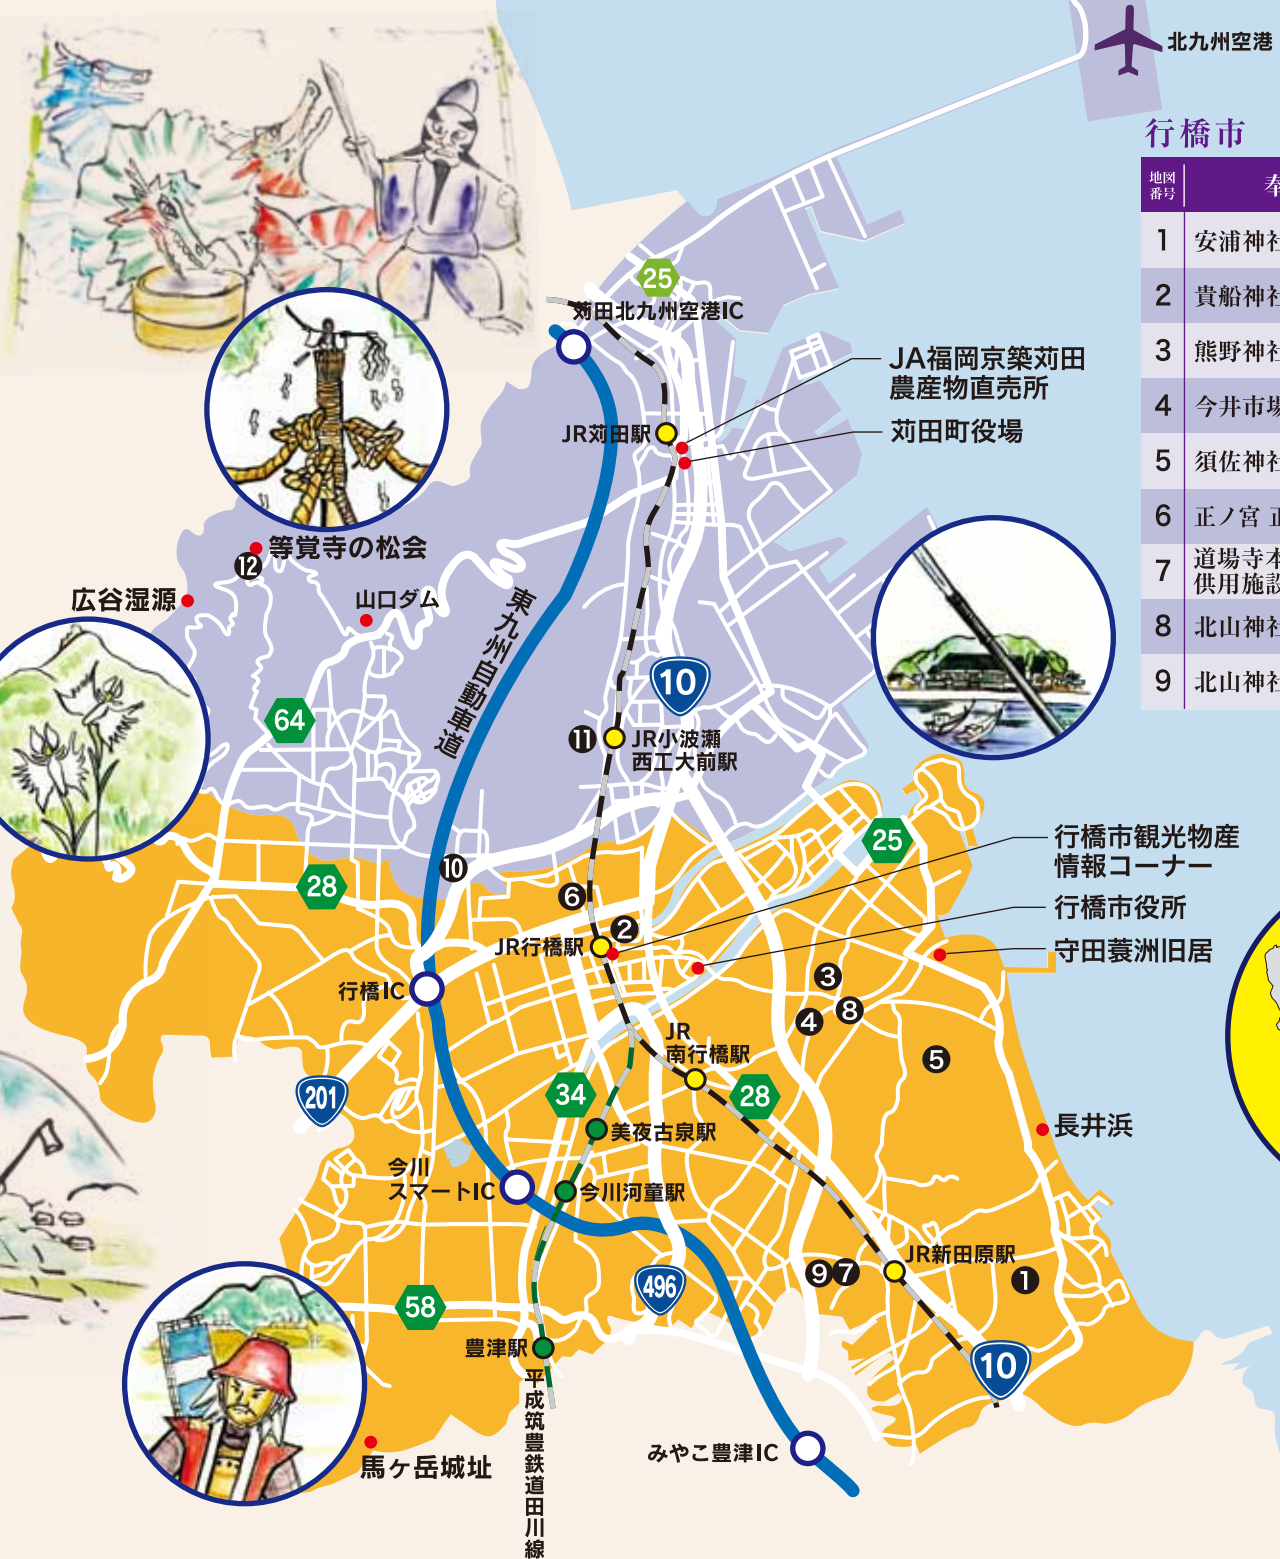 北九州空港
行橋市
地図
番号
奉
1 安浦神社
2 貴船神社
3 熊野神社
4 今井市場
5 須佐神社
6 正ノ宮 正
7 道場寺本
供用施設
8 北山神社
9 北山神社
25
苅田北九州空港IC
JA福岡京築苅田
農産物直売所
JR苅田駅
苅田町役場
等覚寺の松会
12
広谷湿源
山口ダム
東九州自動車道
10
64
11
JR小波瀬
西工大前駅
行橋市観光物産
情報コーナー
25
10
28
6
行橋市役所
2
JR行橋駅
守田蓑洲旧居
3
行橋IC
8
4
JR
南行橋駅
5
201
34
28
長井浜
美夜古泉駅
今川
スマートIC
今川河童駅
JR新田原駅
9
7
1
496
58
豊津駅
10
平成筑豊鉄道田川線
みやこ豊津IC
馬ヶ岳城址